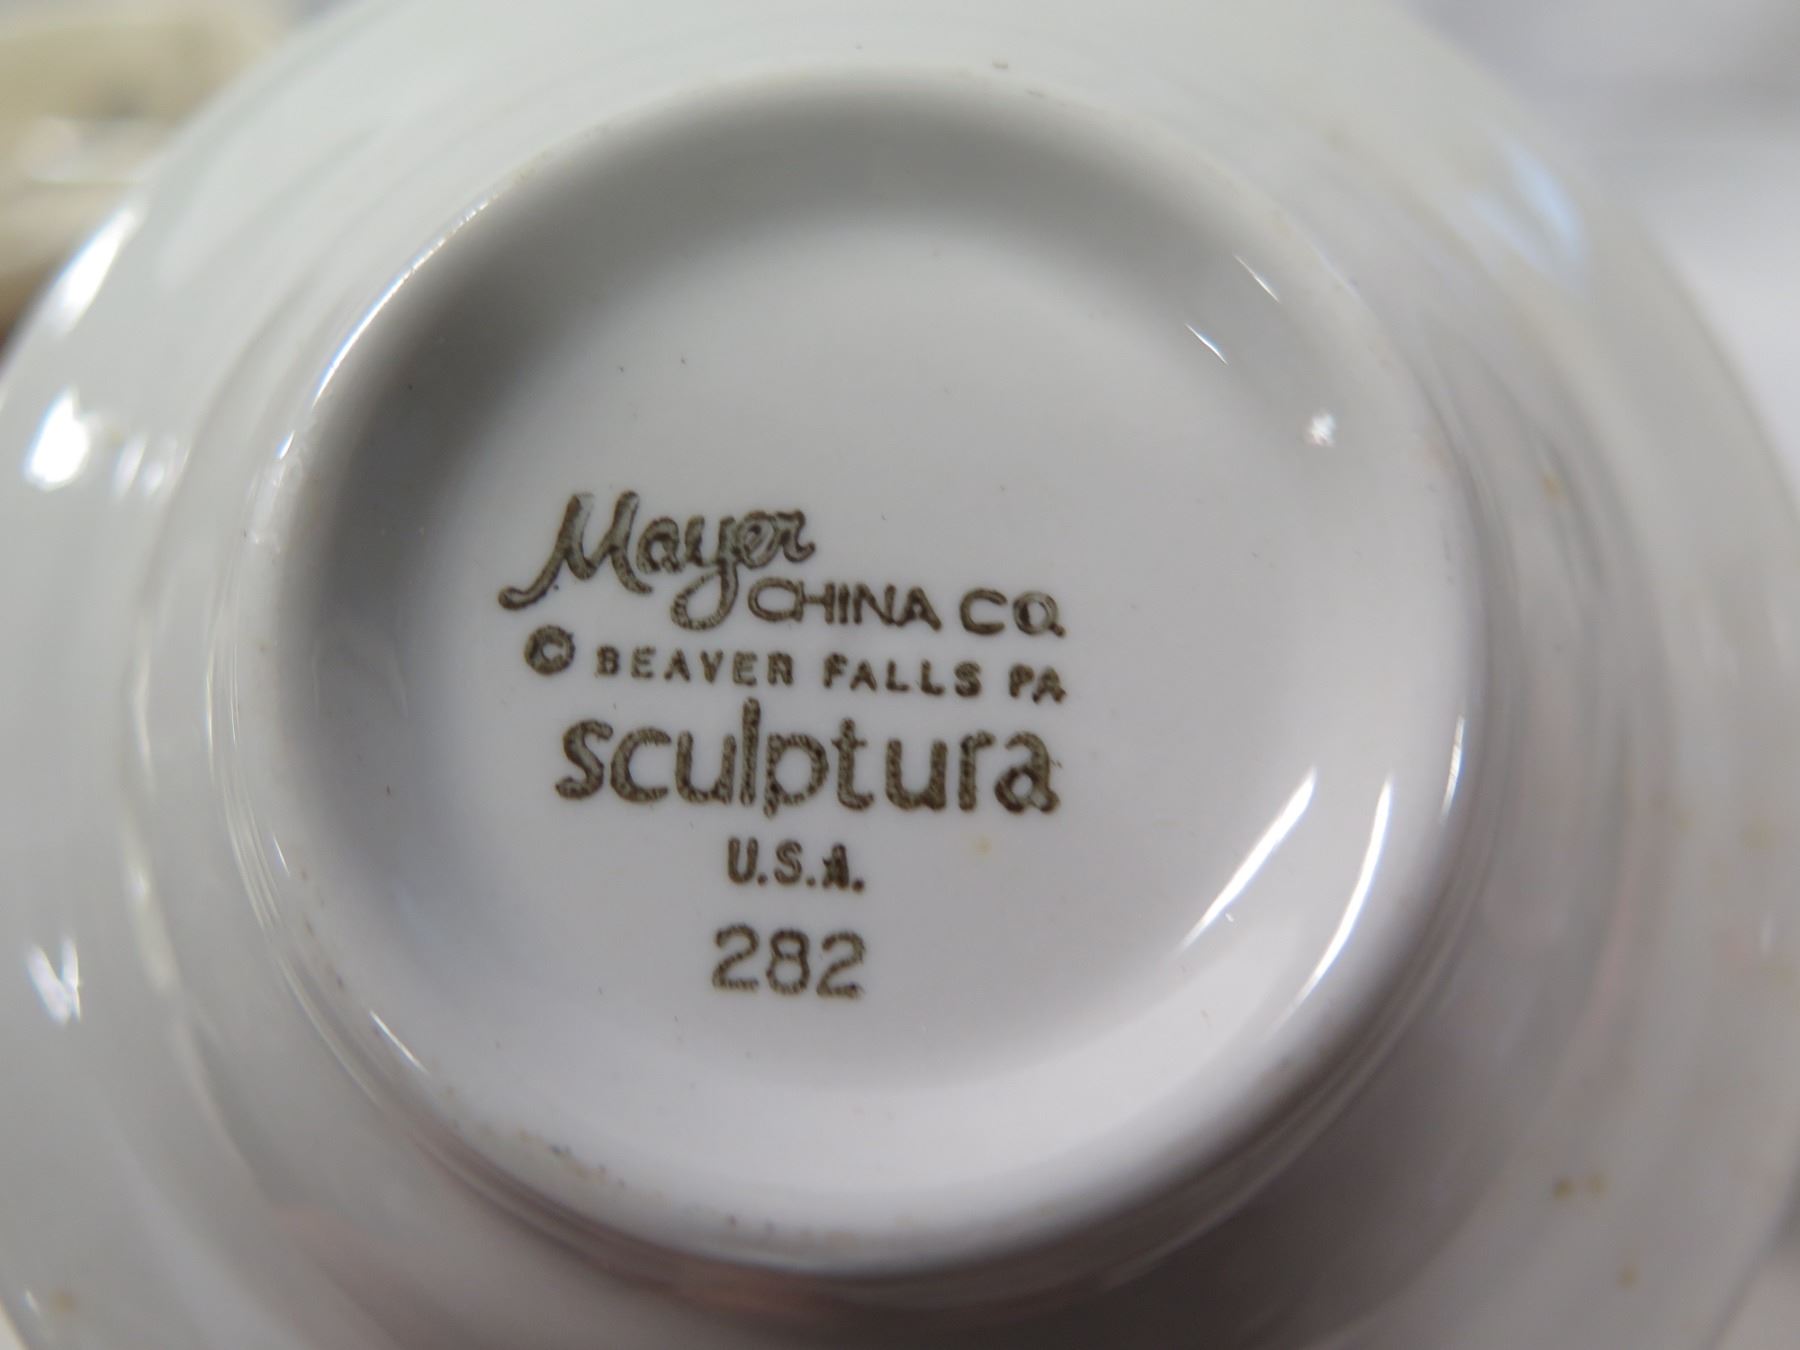 Mayer
CHINA CO.
© BEAVER FALLS PA
sculptura
U.S.A.
282